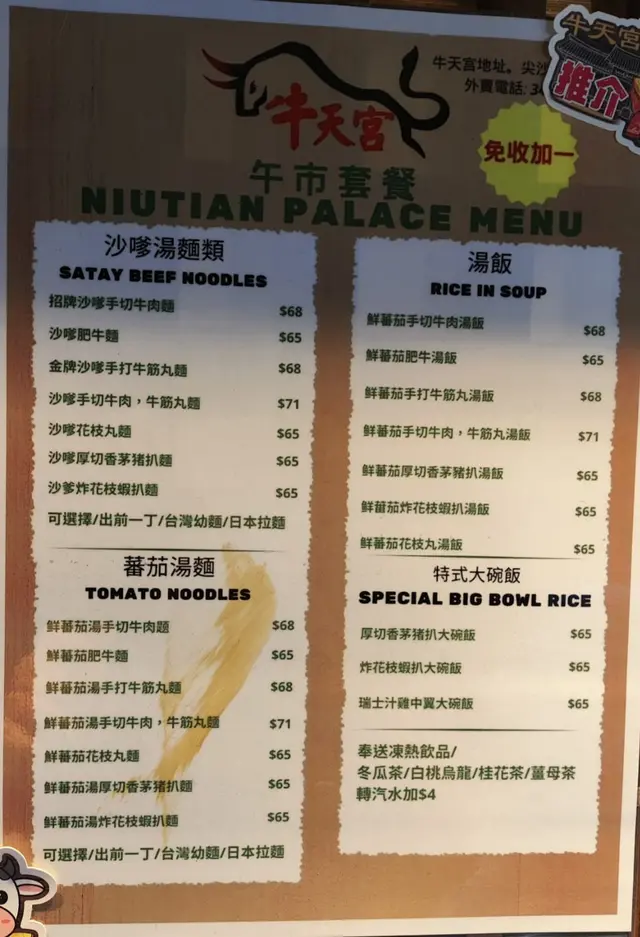 牛天宮
推介
牛天宮地址。尖沙
外賣電話: 34
牛天宮
免收加一
午市套餐
NIUTIAN PALACE MENU
沙嗲湯麵類
SATAY BEEF NOODLES
招牌沙嗲手切牛肉麵 $68
沙嗲肥牛麵 $65
金牌沙嗲手打牛筋丸麵 $68
沙嗲手切牛肉，牛筋丸麵 $71
沙嗲花枝丸麵 $65
沙嗲厚切香茅猪扒麵 $65
沙爹炸花枝蝦扒麵 $65
可選擇/出前一丁/台灣幼麵/日本拉麵
蕃茄湯麵
TOMATO NOODLES
鮮蕃茄湯手切牛肉麵 $68
鮮蕃茄肥牛麵 $65
鮮蕃茄湯手打牛筋丸麵 $68
鮮蕃茄湯手切牛肉，牛筋丸麵 $71
鮮蕃茄花枝丸麵 $65
鮮蕃茄湯厚切香茅猪扒麵 $65
鮮蕃茄湯炸花枝蝦扒麵 $65
可選擇/出前一丁/台灣幼麵/日本拉麵
湯飯
RICE IN SOUP
鮮蕃茄手切牛肉湯飯 $68
鮮蕃茄肥牛湯飯 $65
鮮蕃茄手打牛筋丸湯飯 $68
鮮蕃茄手切牛肉，牛筋丸湯飯 $71
鮮蕃茄厚切香茅豬扒湯飯 $65
鮮蕃茄炸花枝蝦扒湯飯 $65
鮮蕃茄花枝丸湯飯 $65
特式大碗飯
SPECIAL BIG BOWL RICE
厚切香茅豬扒大碗飯 $65
炸花枝蝦扒大碗飯 $65
瑞士汁雞中翼大碗飯 $65
奉送凍熱飲品/
冬瓜茶/白桃烏龍/桂花茶/薑母茶
轉汽水加$4